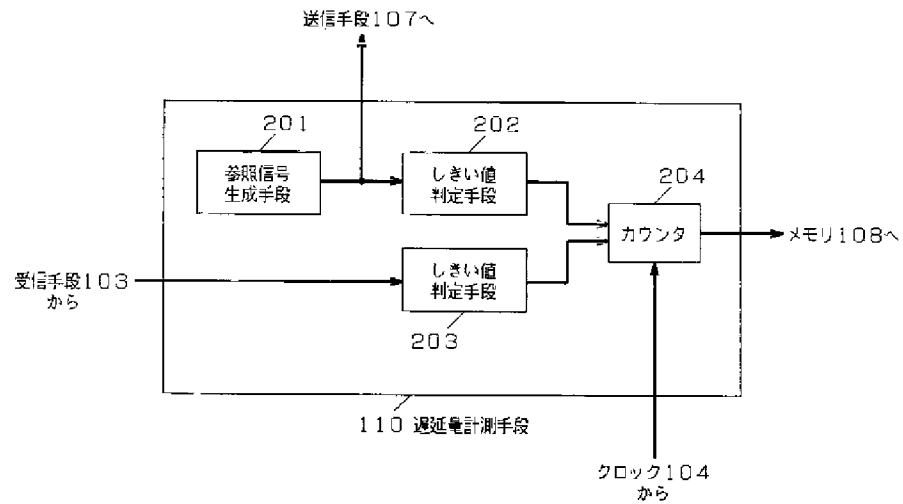 送信手段107へ
201
参照信号
生成手段
202
しきい値
判定手段
204
カウンタ
メモリ108へ
受信手段103
から
しきい値
判定手段
203
110 遅延量計測手段
クロック104
から